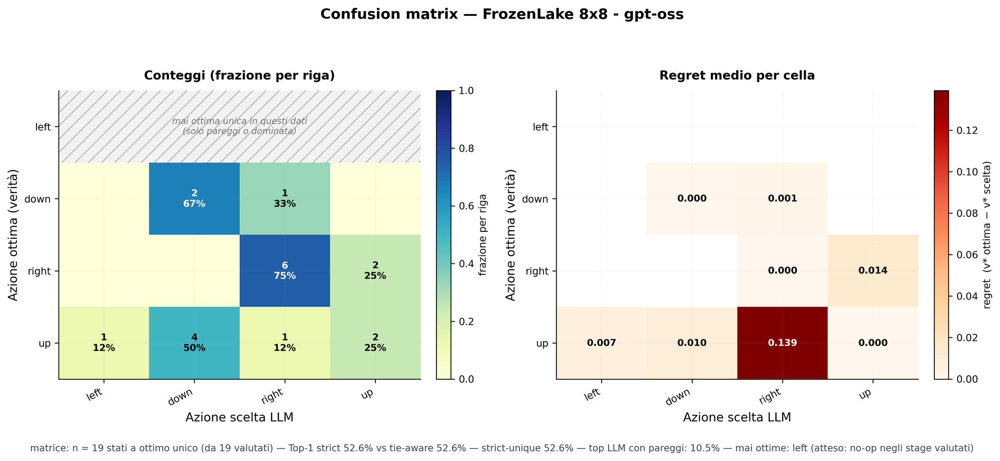 Confusion matrix — FrozenLake 8x8 - gpt-oss
Conteggi (frazione per riga)
Azione ottima (verità)
left
down
right
up
mai ottima unica in questi dati
(solo pareggi o dominata)
2
67%
1
33%
6
75%
2
25%
1
12%
4
50%
1
12%
2
25%
left
down
right
up
Azione scelta LLM
1.0
0.8
0.6
0.4
0.2
0.0
frazione per riga
Regret medio per cella
Azione ottima (verità)
left
down
right
up
0.000
0.001
0.000
0.014
0.007
0.010
0.139
0.000
left
down
right
up
Azione scelta LLM
0.12
0.10
0.08
0.06
0.04
0.02
0.00
regret  (v* ottima − v* scelta)
matrice: n = 19 stati a ottimo unico (da 19 valutati) — Top-1 strict 52.6% vs tie-aware 52.6% — strict-unique 52.6% — top LLM con pareggi: 10.5% — mai ottime: left (atteso: no-op negli stage valutati)